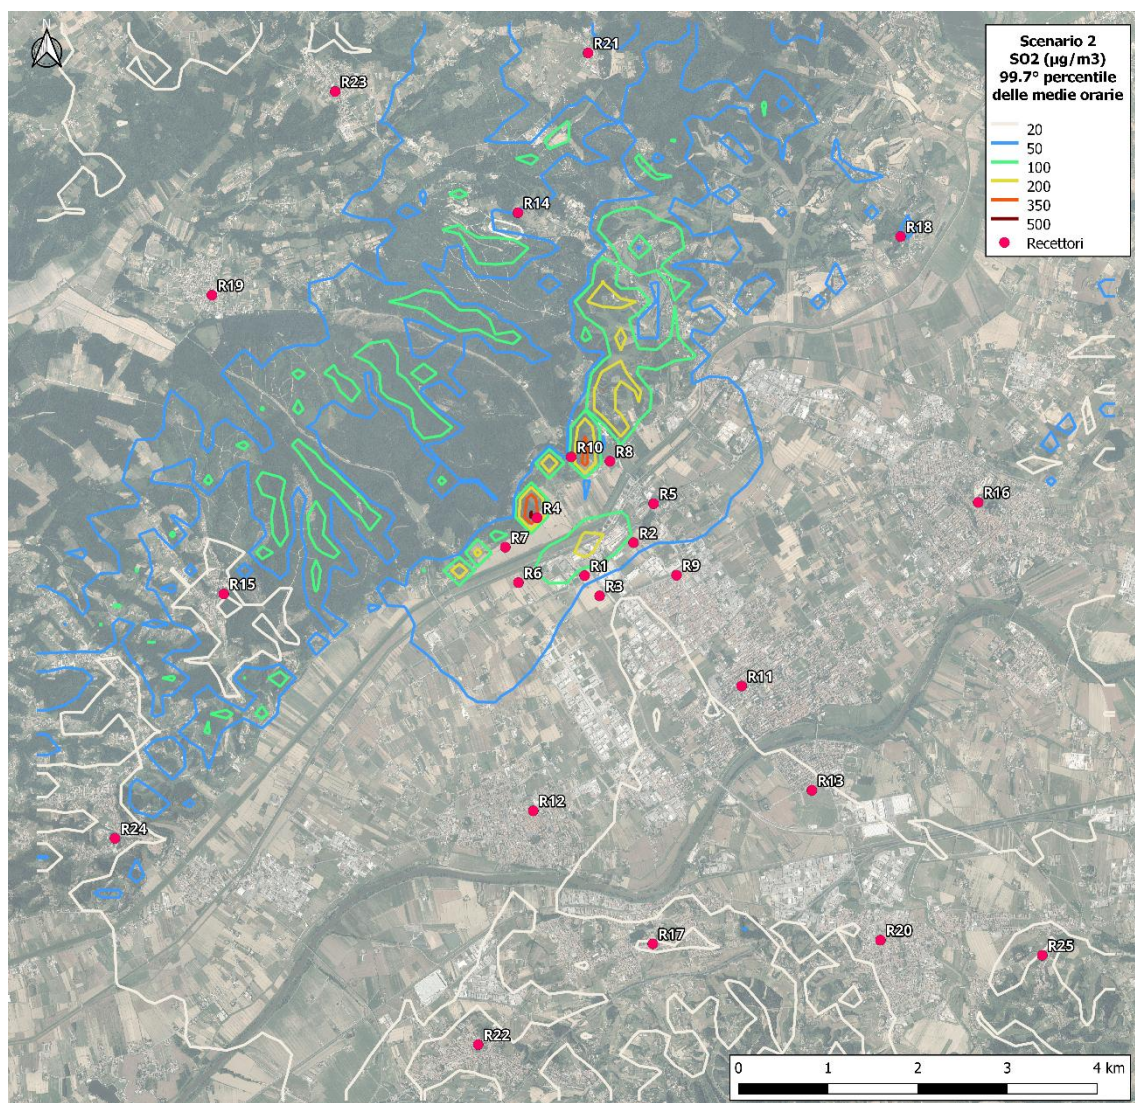 N
Scenario 2
SO2 (µg/m3)
99.7° percentile
delle medie orarie
20
50
100
200
350
500
Recettori
R21
R23
R14
R18
R19
R10
R8
R4
R5
R16
R7
R2
R6
R1
R9
R3
R15
R11
R13
R12
R24
R17
R20
R25
R22
0 1 2 3 4 km